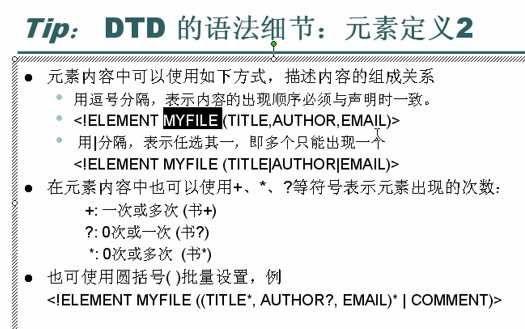 Tip: DTD 的语法细节：元素定义2
元素内容中可以使用如下方式，描述内容的组成关系
用逗号分隔，表示内容的出现顺序必须与声明时一致。
<!ELEMENT MYFILE (TITLE,AUTHOR,EMAIL)>
用|分隔，表示任选其一，即多个只能出现一个
<!ELEMENT MYFILE (TITLE|AUTHOR|EMAIL)>
在元素内容中也可以使用+、*、?等符号表示元素出现的次数：
+: 一次或多次 (书+)
?: 0次或一次 (书?)
*: 0次或多次 (书*)
也可使用圆括号( )批量设置，例
<!ELEMENT MYFILE ((TITLE*, AUTHOR?, EMAIL)* | COMMENT)>